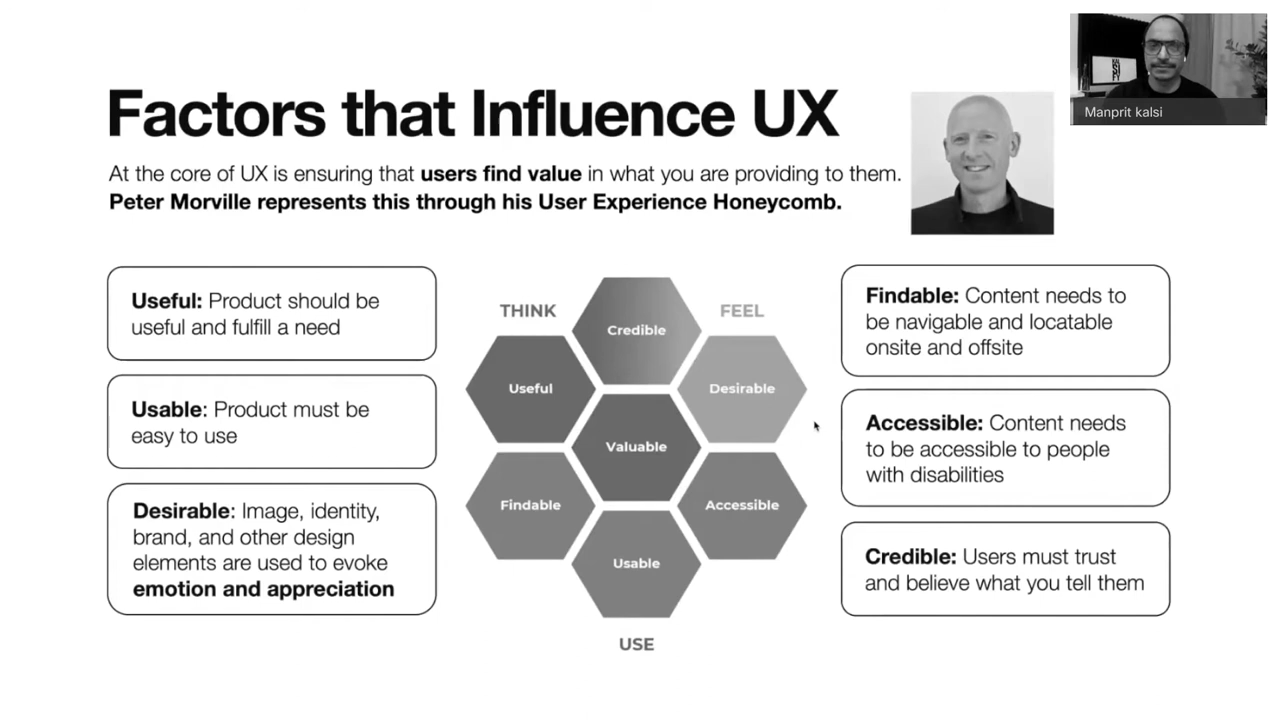 Factors that Influence UX
At the core of UX is ensuring that users find value in what you are providing to them.
Peter Morville represents this through his User Experience Honeycomb.
Manprit kalsi
KAL
SI
FY
Useful: Product should be
useful and fulfill a need
Usable: Product must be
easy to use
Desirable: Image, identity,
brand, and other design
elements are used to evoke
emotion and appreciation
THINK
FEEL
Credible
Useful
Desirable
Valuable
Findable
Accessible
Usable
USE
Findable: Content needs to
be navigable and locatable
onsite and offsite
Accessible: Content needs
to be accessible to people
with disabilities
Credible: Users must trust
and believe what you tell them